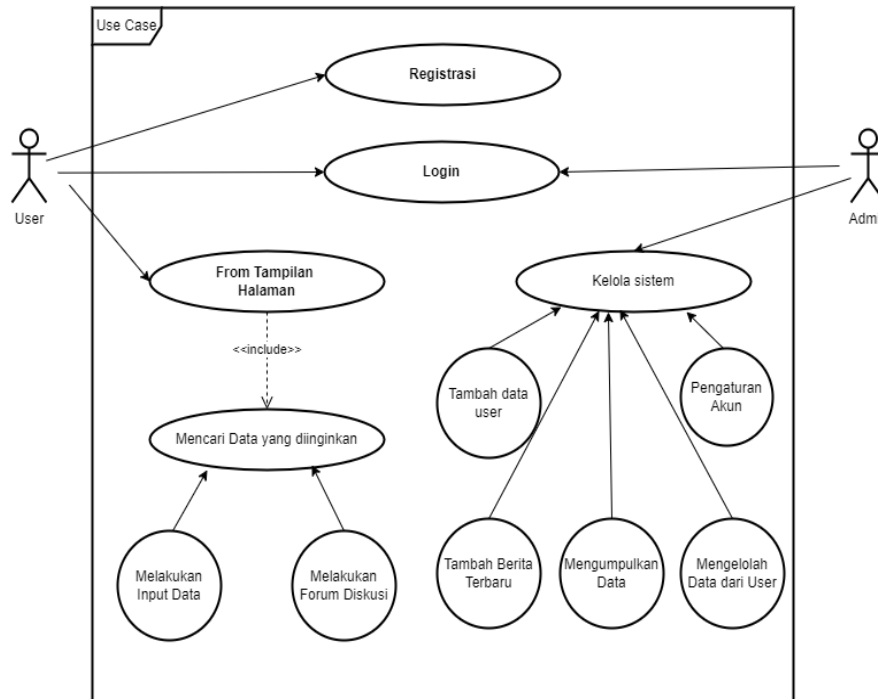 Use Case
Registrasi
Login
User
Admi
From Tampilan
Halaman
Kelola sistem
<<include>>
Tambah data
user
Pengaturan
Akun
Mencari Data yang diinginkan
Melakukan
Input Data
Melakukan
Forum Diskusi
Tambah Berita
Terbaru
Mengumpulkan
Data
Mengelolah
Data dari User